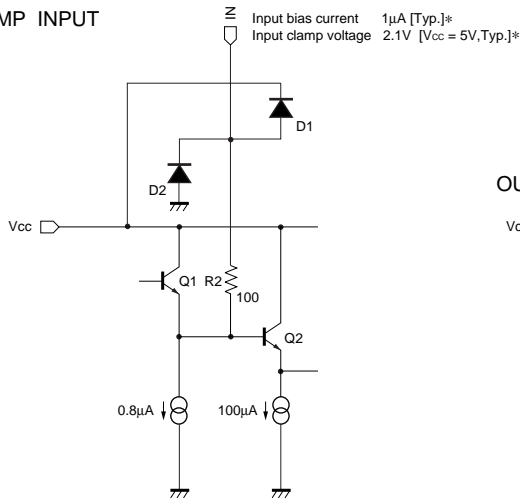 MP INPUT
IN
Input bias current 1μA [Typ.]*
Input clamp voltage 2.1V [Vcc = 5V,Typ.]*
D1
D2
OU
Vcc
Vc
Q1
R2
100
Q2
0.8μA
100μA